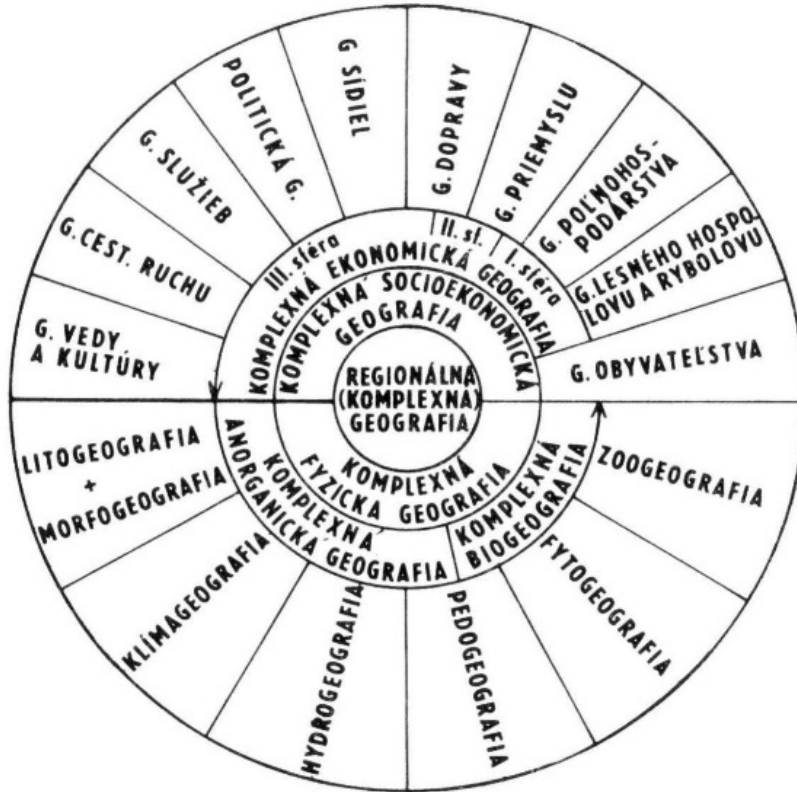 G. VEDY
A KULTÚRY
G. CEST. RUCHU
G. SLUŽIEB
POLITICKÁ G.
G SÍDIEL
G. DOPRAVY
G. PRIEMYSLU
G. POĽNOHOS-
PODÁRSTVA
G. LESNÉHO HOSPO-
LOVU A RYBOLOVU
G. OBYVATEĽSTVA
III. sféra
II. sf.
I. sféra
KOMPLEXNÁ EKONOMICKÁ GEOGRAFIA
KOMPLEXNÁ SOCIOEKONOMICKÁ
GEOGRAFIA
REGIONÁLNA
(KOMPLEXNA)
GEOGRAFIA
KOMPLEXNÁ
FYZICKÁ GEOGRAFIA
KOMPLEXNÁ
ANORGANICKÁ GEOGRAFIA
KOMPLEXNÁ
BIOGEOGRAFIA
LITOGEOGRAFIA
+
MORFOGEOGRAFIA
KLÍMAGEOGRAFIA
HYDROGEOGRAFIA
PEDOGEOGRAFIA
FYTOGEOGRAFIA
ZOOGEOGRAFIA